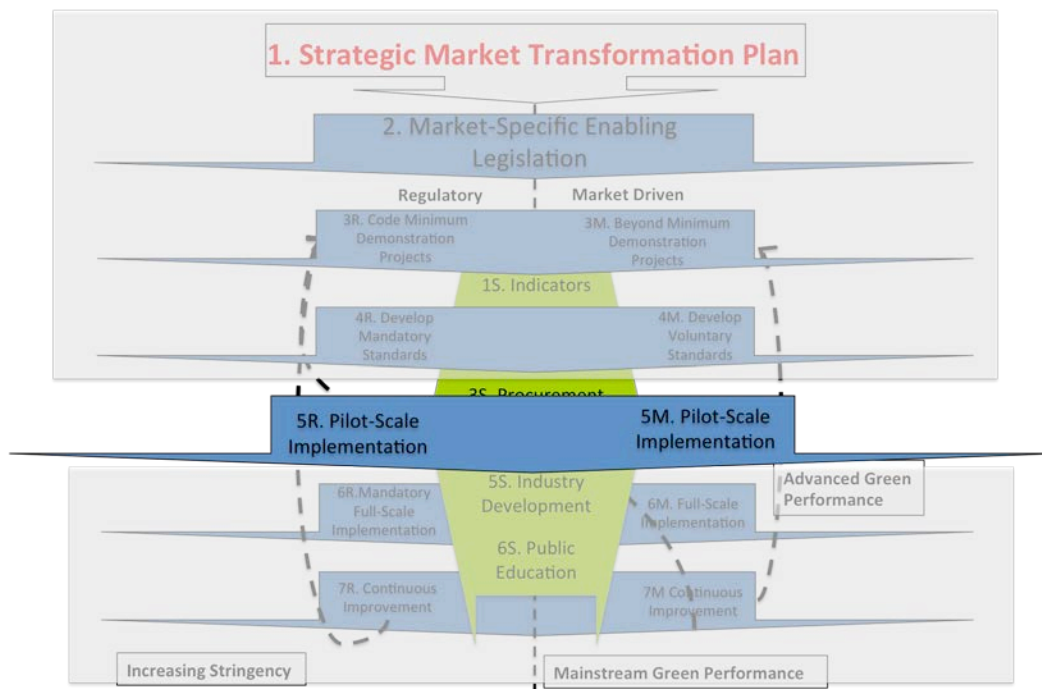 1. Strategic Market Transformation Plan
2. Market-Specific Enabling
Legislation
Regulatory
Market Driven
3R. Code Minimum
Demonstration
Projects
3M. Beyond Minimum
Demonstration
Projects
1S. Indicators
4R. Develop
Mandatory
Standards
4M. Develop
Voluntary
Standards
3S. Procurement
5R. Pilot-Scale
Implementation
5M. Pilot-Scale
Implementation
5S. Industry
Development
Advanced Green
Performance
6R.Mandatory
Full-Scale
Implementation
6M. Full-Scale
Implementation
6S. Public
Education
7R. Continuous
Improvement
7M Continuous
Improvement
Increasing Stringency
Mainstream Green Performance